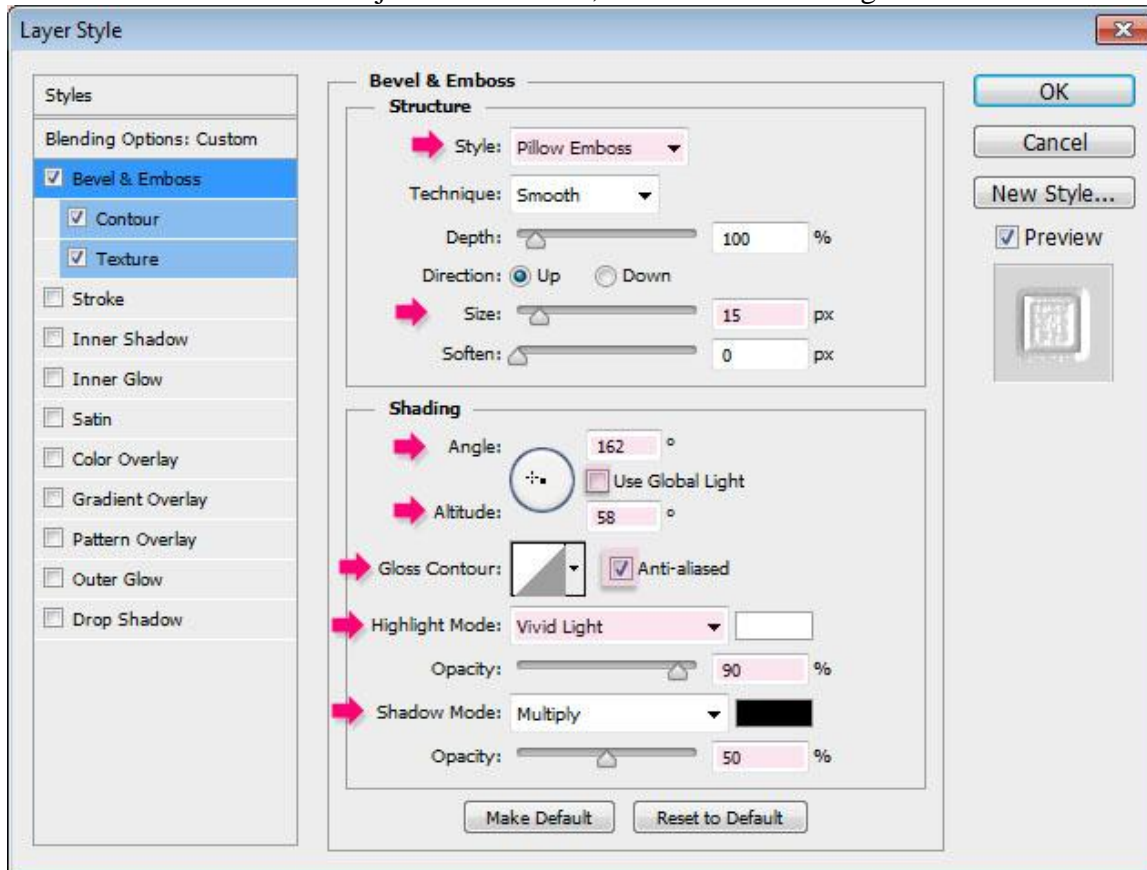 Layer Style
Styles
Blending Options: Custom
Bevel & Emboss
Contour
Texture
Stroke
Inner Shadow
Inner Glow
Satin
Color Overlay
Gradient Overlay
Pattern Overlay
Outer Glow
Drop Shadow
Bevel & Emboss
Structure
Style: Pillow Emboss
Technique: Smooth
Depth: 100 %
Direction: Up Down
Size: 15 px
Soften: 0 px
Shading
Angle: 162 °
Use Global Light
Altitude: 58 °
Gloss Contour: Anti-aliased
Highlight Mode: Vivid Light
Opacity: 90 %
Shadow Mode: Multiply
Opacity: 50 %
Make Default Reset to Default
OK
Cancel
New Style...
Preview